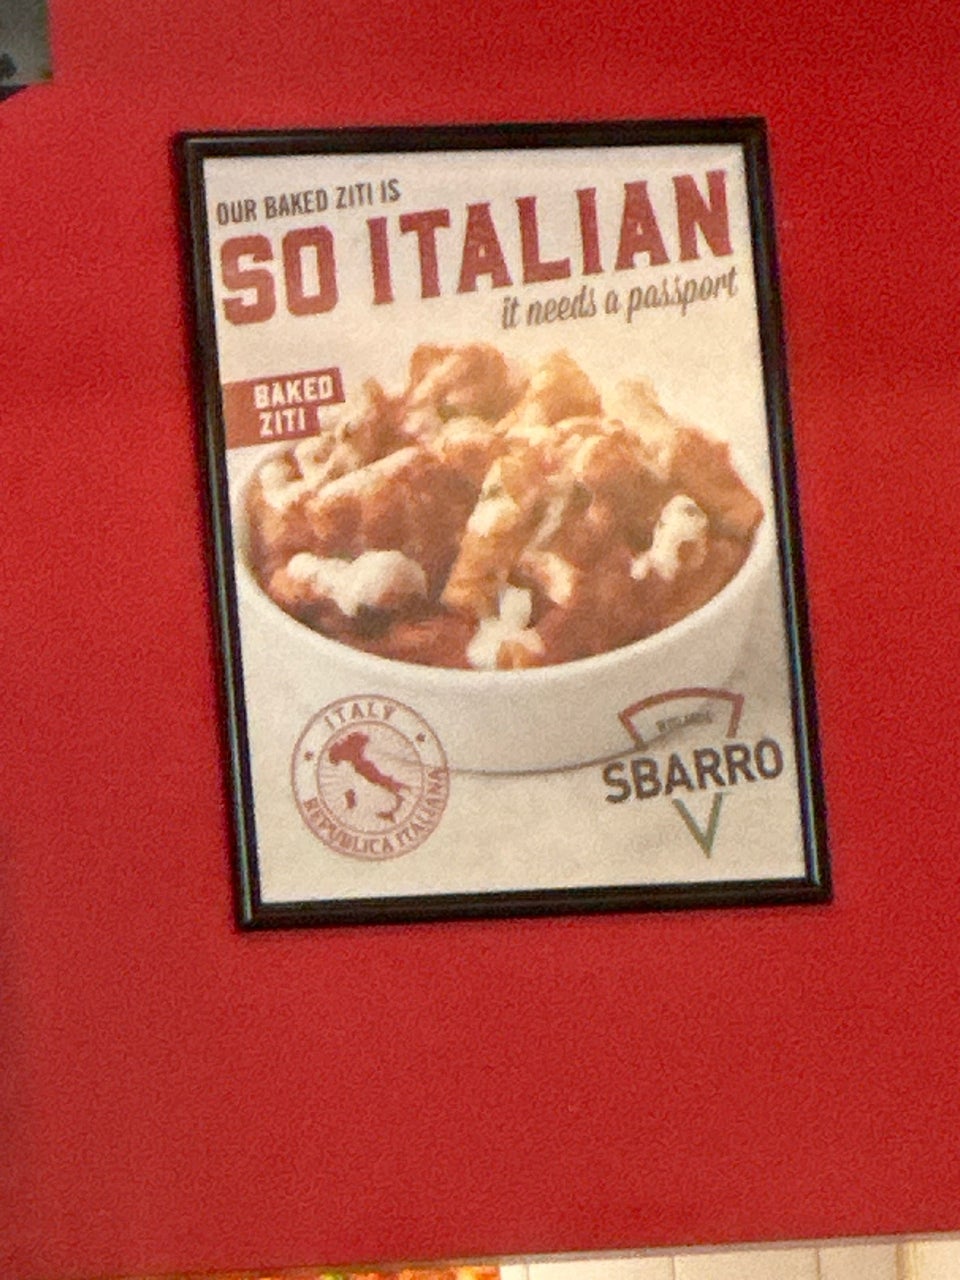 OUR BAKED ZITI IS
SO ITALIAN
it needs a passport
BAKED
ZITI
ITALY
REPUBLICA ITALIANA
SBARRO